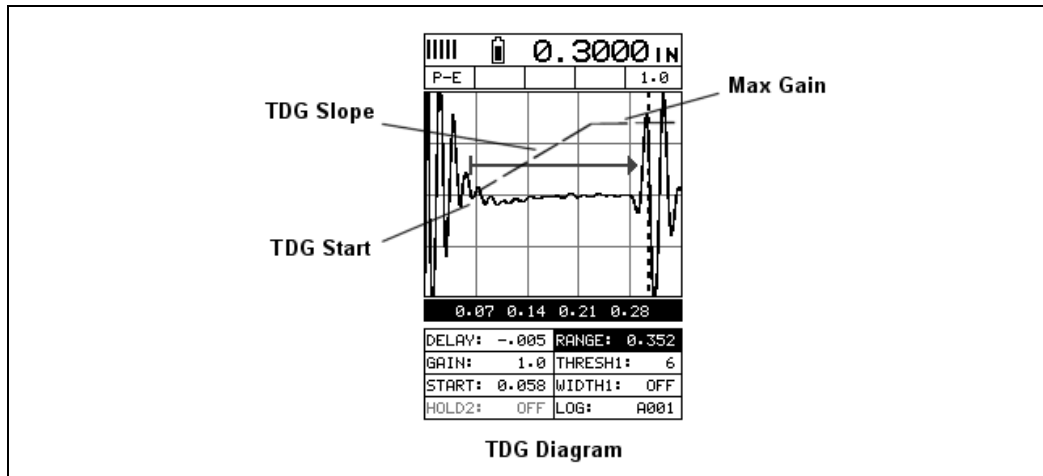 0.3000 IN
P-E 1.0
Max Gain
TDG Slope
TDG Start
0.07 0.14 0.21 0.28
DELAY: -.005 RANGE: 0.352
GAIN: 1.0 THRESH1: 6
START: 0.058 WIDTH1: OFF
HOLD2: OFF LOG: A001
TDG Diagram